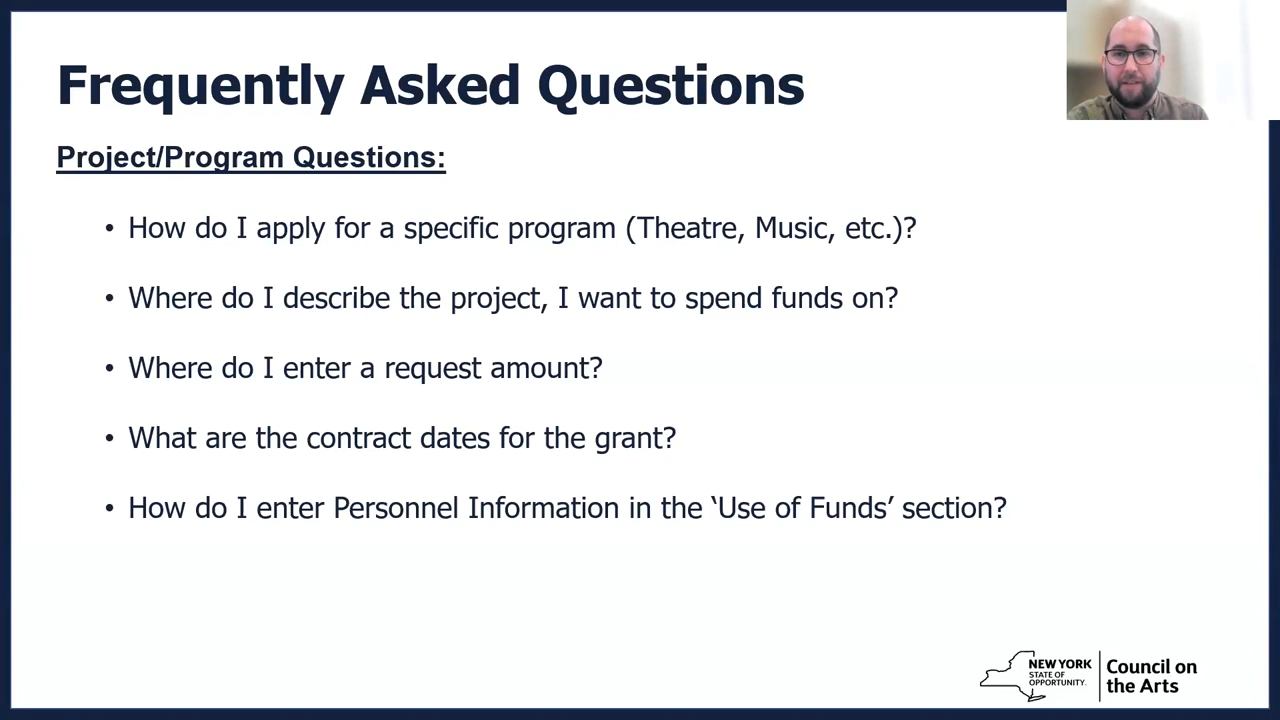 Frequently Asked Questions
Project/Program Questions:
• How do I apply for a specific program (Theatre, Music, etc.)?
• Where do I describe the project, I want to spend funds on?
• Where do I enter a request amount?
• What are the contract dates for the grant?
• How do I enter Personnel Information in the ‘Use of Funds’ section?
NEW YORK
STATE OF
OPPORTUNITY.
Council on
the Arts